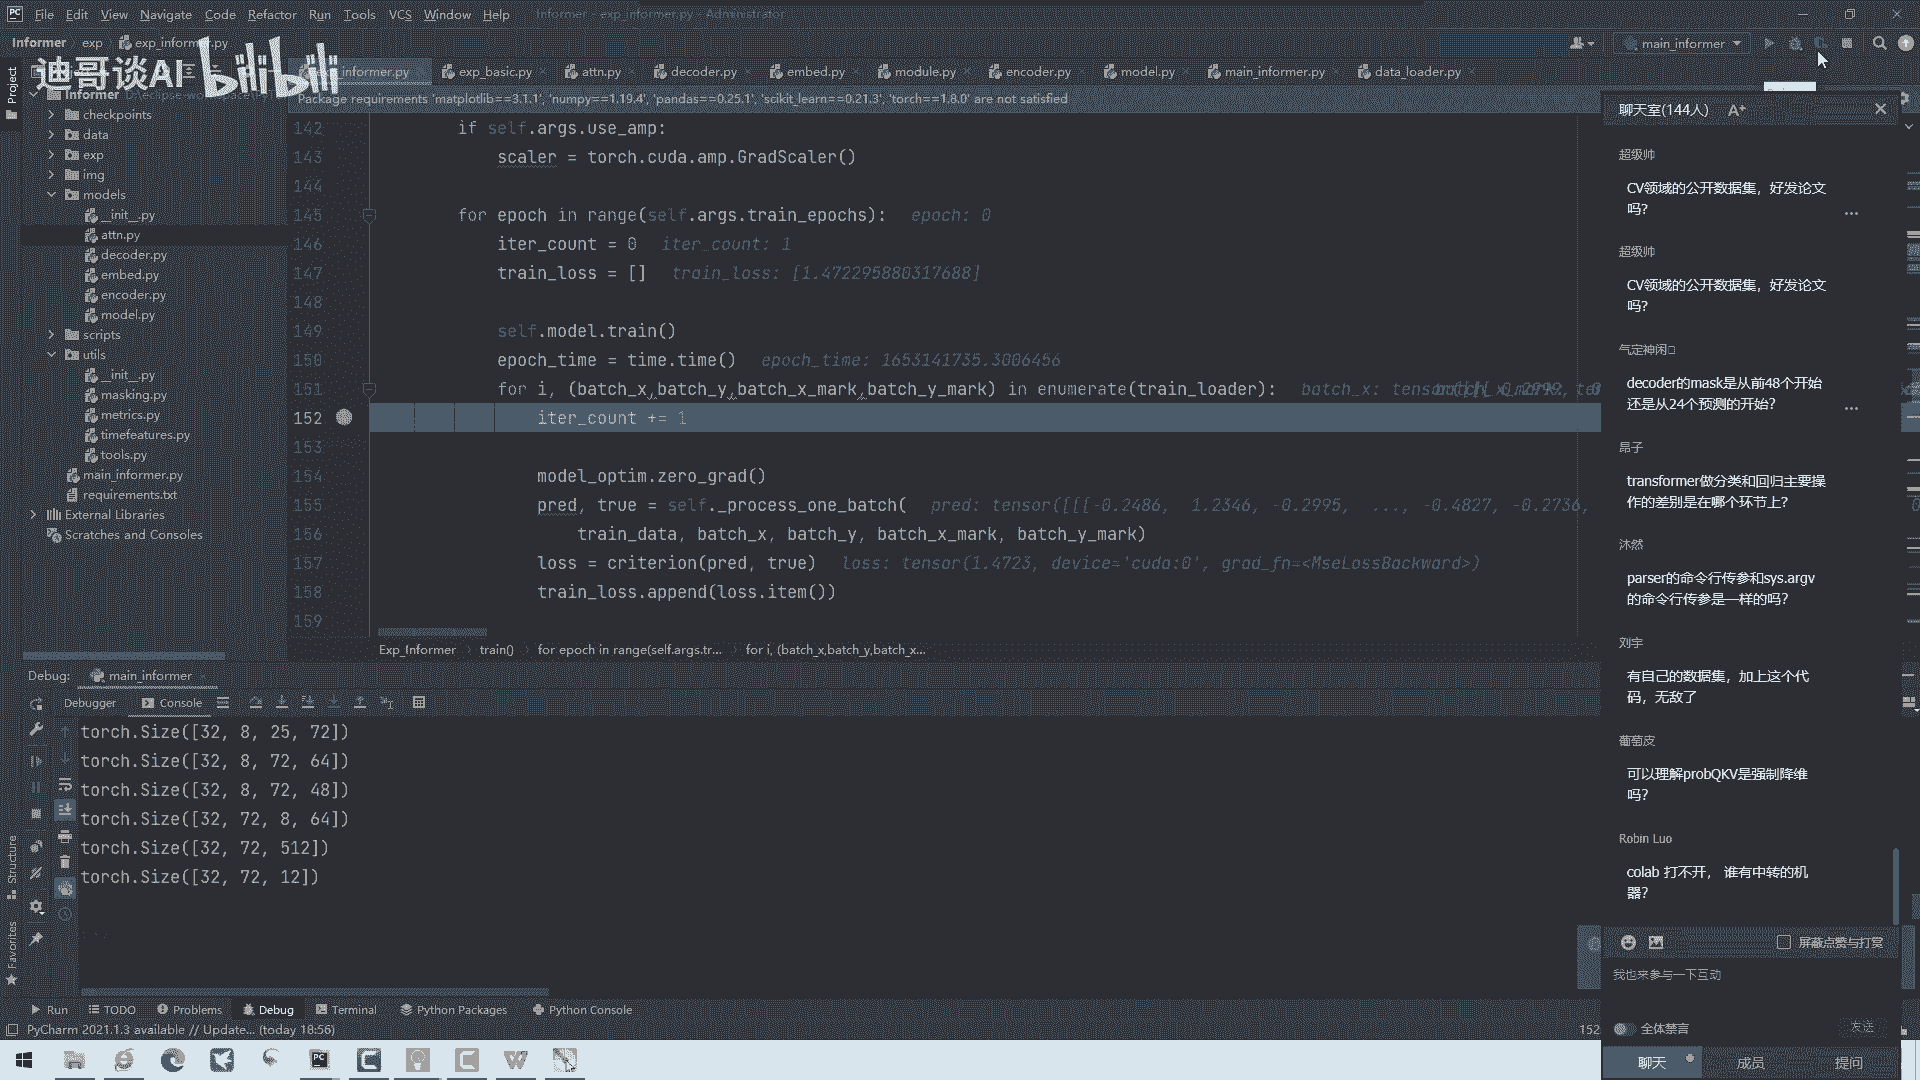 File Edit View Navigate Code Refactor Run Tools VCS Window Help Informer - exp_informer.py - Administrator
Informer exp exp_informer.py main_informer
迪哥谈AI bilibili
Project
informer.py exp_basic.py attn.py decoder.py embed.py module.py encoder.py model.py main_informer.py data_loader.py
Package requirements 'matplotlib==3.1.1', 'numpy==1.19.4', 'pandas==0.25.1', 'scikit_learn==0.21.3', 'torch==1.8.0' are not satisfied
Informer
checkpoints
data
exp
img
models
__init__.py
attn.py
decoder.py
embed.py
encoder.py
model.py
scripts
utils
__init__.py
masking.py
metrics.py
timefeatures.py
tools.py
main_informer.py
requirements.txt
External Libraries
Scratches and Consoles
142 if self.args.use_amp:
143 scaler = torch.cuda.amp.GradScaler()
144
145 for epoch in range(self.args.train_epochs): epoch: 0
146 iter_count = 0 iter_count: 1
147 train_loss = [] train_loss: [1.472295880317688]
148
149 self.model.train()
150 epoch_time = time.time() epoch_time: 1653141735.3006456
151 for i, (batch_x,batch_y,batch_x_mark,batch_y_mark) in enumerate(train_loader): batch_x:
152 iter_count += 1
153
154 model_optim.zero_grad()
155 pred, true = self._process_one_batch( pred: tensor([[[-0.2486, 1.2346, -0.2995, ..., -0.4827, -0.2736,
156 train_data, batch_x, batch_y, batch_x_mark, batch_y_mark)
157 loss = criterion(pred, true) loss: tensor(1.4723, device='cuda:0', grad_fn=<MseLossBackward>)
158 train_loss.append(loss.item())
159
Exp_Informer train() for epoch in range(self.args.tr... for i, (batch_x,batch_y,batch_x...
Debug: main_informer
Debugger Console
torch.Size([32, 8, 25, 72])
torch.Size([32, 8, 72, 64])
torch.Size([32, 8, 72, 48])
torch.Size([32, 72, 8, 64])
torch.Size([32, 72, 512])
torch.Size([32, 72, 12])
Structure
Favorites
Run TODO Problems Debug Terminal Python Packages Python Console
PyCharm 2021.1.3 available // Update... (today 18:56) 152
聊天室(144人) A+
超级帅
CV领域的公开数据集，好发论文
吗?
超级帅
CV领域的公开数据集，好发论文
吗?
气定神闲
decoder的mask是从前48个开始
还是从24个预测的开始?
昂子
transformer做分类和回归主要操
作的差别是在哪个环节上?
沐然
parser的命令行传参和sys.argv
的命令行传参是一样的吗?
刘宇
有自己的数据集，加上这个代
码，无敌了
葡萄皮
可以理解probQKV是强制降维
吗?
Robin Luo
colab 打不开， 谁有中转的机
器?
屏蔽点赞与打赏
我也来参与一下互动
全体禁言 发送
聊天 成员 提问